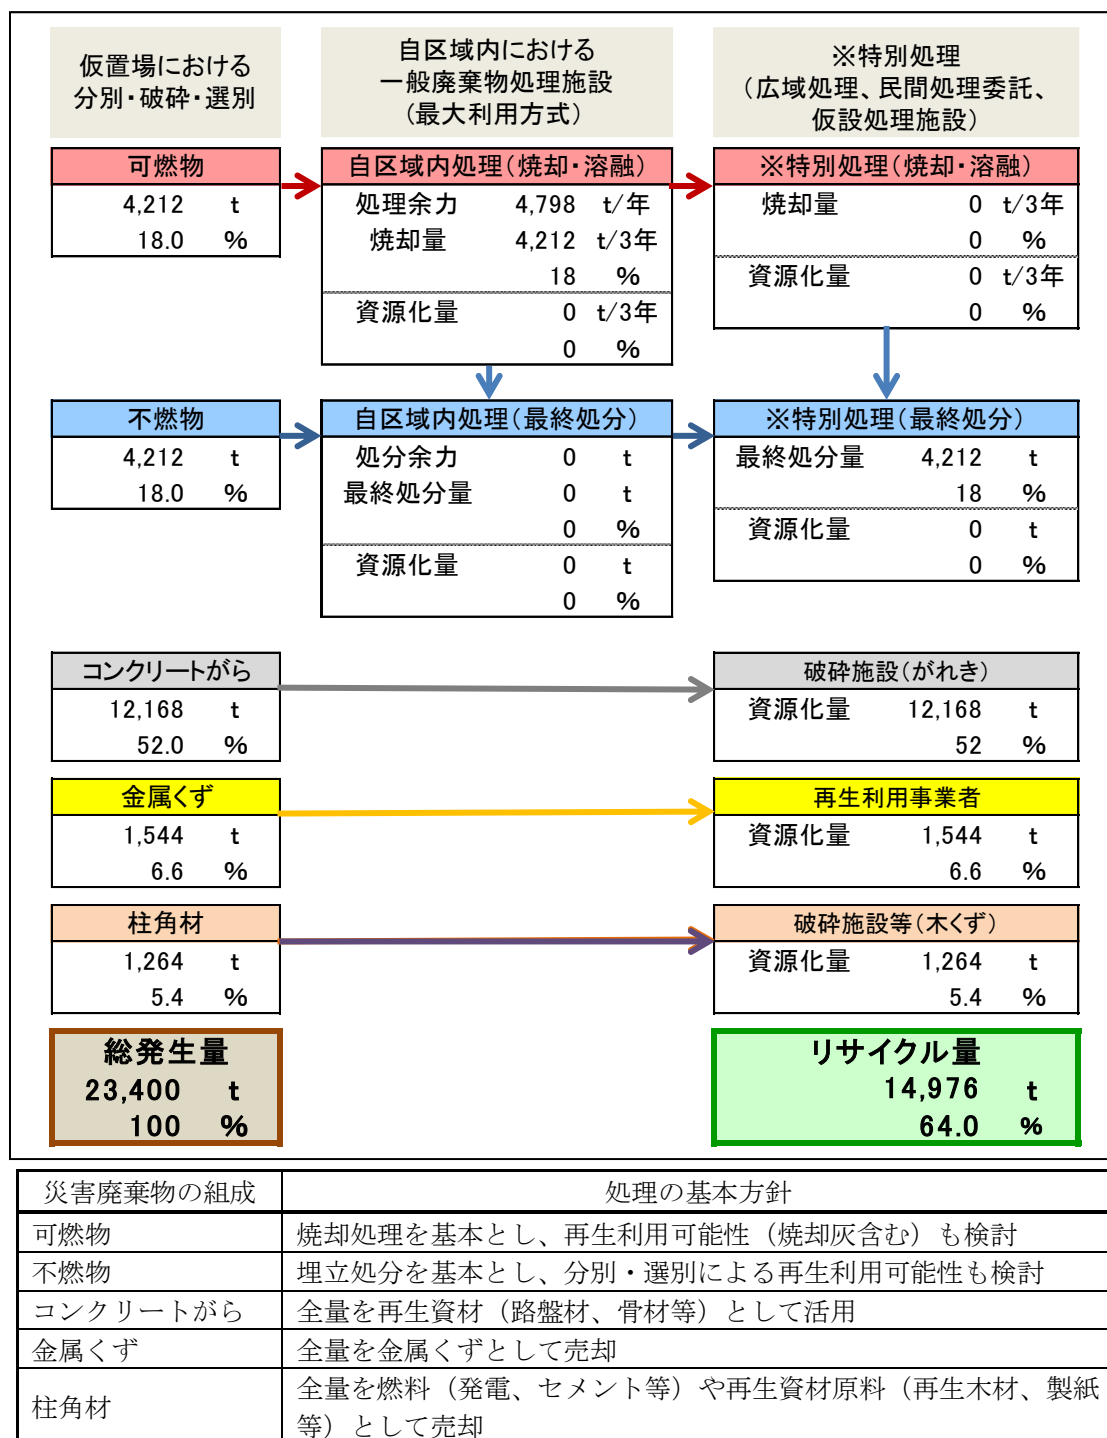 仮置場における
分別・破砕・選別
自区域内における
一般廃棄物処理施設
(最大利用方式)
※特別処理
(広域処理、民間処理委託、
仮設処理施設)
可燃物
4,212 t
18.0 %
自区域内処理(焼却・溶融)
処理余力 4,798 t/年
焼却量 4,212 t/3年
18 %
資源化量 0 t/3年
0 %
※特別処理(焼却・溶融)
焼却量 0 t/3年
0 %
資源化量 0 t/3年
0 %
不燃物
4,212 t
18.0 %
自区域内処理(最終処分)
処分余力 0 t
最終処分量 0 t
0 %
資源化量 0 t
0 %
※特別処理(最終処分)
最終処分量 4,212 t
18 %
資源化量 0 t
0 %
コンクリートがら
12,168 t
52.0 %
破砕施設(がれき)
資源化量 12,168 t
52 %
金属くず
1,544 t
6.6 %
再生利用事業者
資源化量 1,544 t
6.6 %
柱角材
1,264 t
5.4 %
破砕施設等(木くず)
資源化量 1,264 t
5.4 %
総発生量
23,400 t
100 %
リサイクル量
14,976 t
64.0 %
災害廃棄物の組成 処理の基本方針
可燃物 焼却処理を基本とし、再生利用可能性(焼却灰含む)も検討
不燃物 埋立処分を基本とし、分別・選別による再生利用可能性も検討
コンクリートがら 全量を再生資材(路盤材、骨材等)として活用
金属くず 全量を金属くずとして売却
柱角材 全量を燃料(発電、セメント等)や再生資材原料(再生木材、製紙
等)として売却